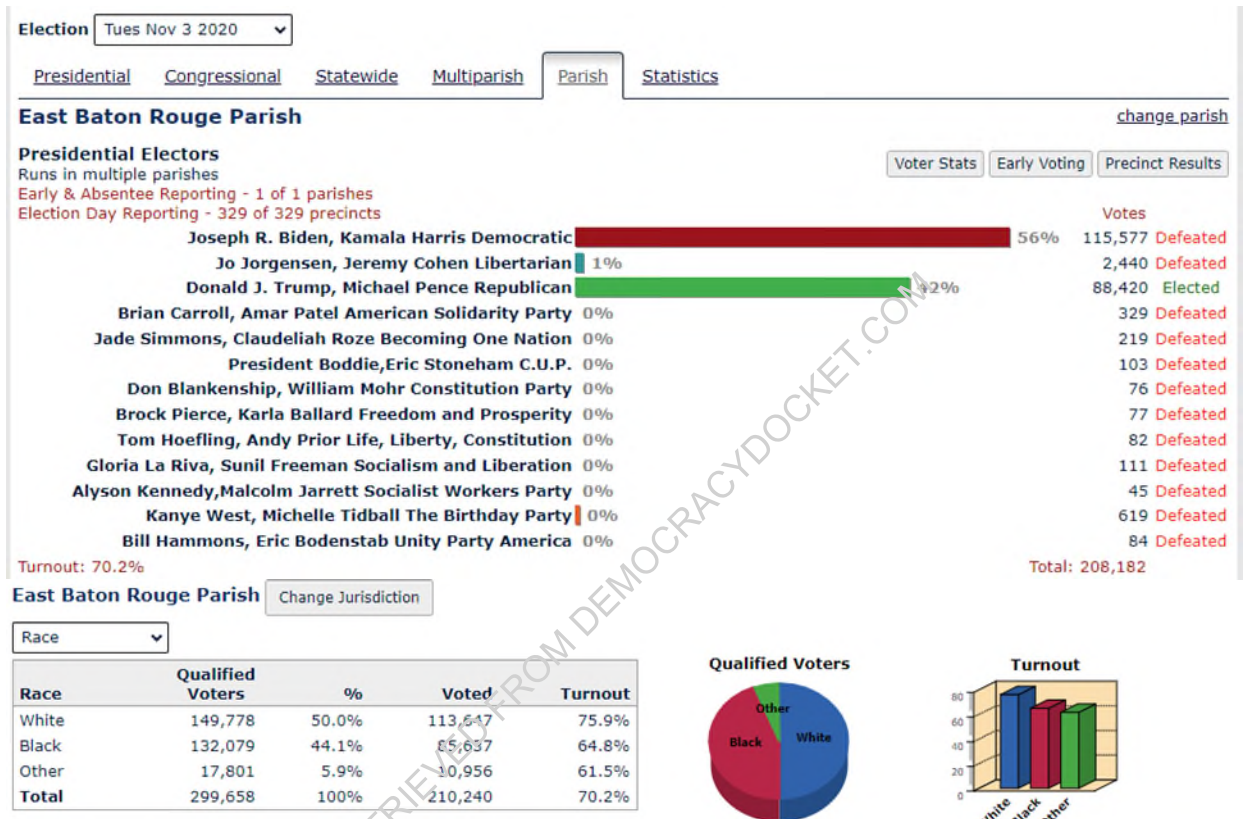 Election Tues Nov 3 2020
Presidential Congressional Statewide Multiparish Parish Statistics
East Baton Rouge Parish change parish
Presidential Electors Voter Stats Early Voting Precinct Results
Runs in multiple parishes
Early & Absentee Reporting - 1 of 1 parishes
Election Day Reporting - 329 of 329 precincts Votes
Joseph R. Biden, Kamala Harris Democratic 56% 115,577 Defeated
Jo Jorgensen, Jeremy Cohen Libertarian 1% 2,440 Defeated
Donald J. Trump, Michael Pence Republican 42% 88,420 Elected
Brian Carroll, Amar Patel American Solidarity Party 0% 329 Defeated
Jade Simmons, Claudeliah Roze Becoming One Nation 0% 219 Defeated
President Boddie,Eric Stoneham C.U.P. 0% 103 Defeated
Don Blankenship, William Mohr Constitution Party 0% 76 Defeated
Brock Pierce, Karla Ballard Freedom and Prosperity 0% 77 Defeated
Tom Hoefling, Andy Prior Life, Liberty, Constitution 0% 82 Defeated
Gloria La Riva, Sunil Freeman Socialism and Liberation 0% 111 Defeated
Alyson Kennedy,Malcolm Jarrett Socialist Workers Party 0% 45 Defeated
Kanye West, Michelle Tidball The Birthday Party 0% 619 Defeated
Bill Hammons, Eric Bodenstab Unity Party America 0% 84 Defeated
Turnout: 70.2% Total: 208,182
East Baton Rouge Parish Change Jurisdiction
Race
Race Qualified Voters % Voted Turnout
White 149,778 50.0% 113,647 75.9%
Black 132,079 44.1% 85,637 64.8%
Other 17,801 5.9% 10,956 61.5%
Total 299,658 100% 210,240 70.2%
Qualified Voters
Other
Black
White
Turnout
80
60
40
20
0
White Black Other
RETRIEVED FROM DEMOCRACYDOCKET.COM